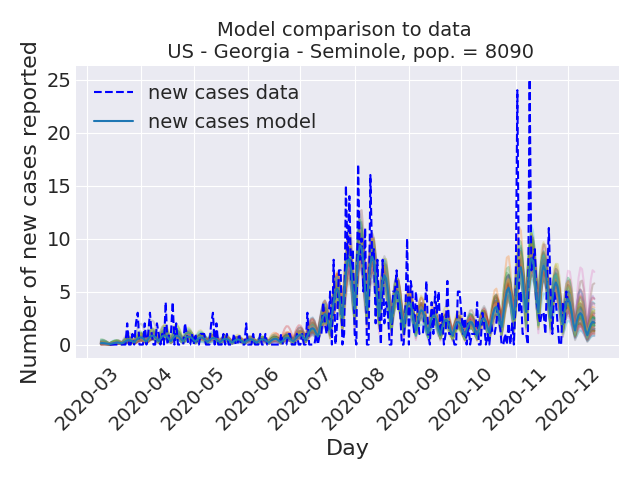 Model comparison to data
US - Georgia - Seminole, pop. = 8090
Number of new cases reported
25
20
15
10
5
0
new cases data
new cases model
2020-03
2020-04
2020-05
2020-06
2020-07
2020-08
2020-09
2020-10
2020-11
2020-12
Day